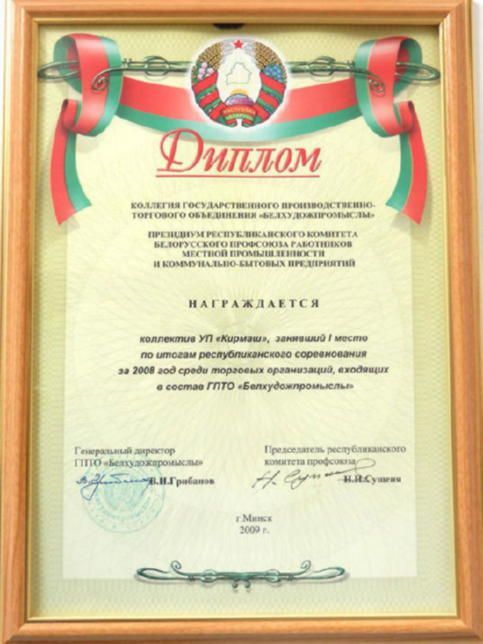 Диплом
КОЛЛЕГИЯ ГОСУДАРСТВЕННОГО ПРОИЗВОДСТВЕННО-
ТОРГОВОГО ОБЪЕДИНЕНИЯ «БЕЛХУДОЖПРОМЫСЛЫ»
ПРЕЗИДИУМ РЕСПУБЛИКАНСКОГО КОМИТЕТА
БЕЛОРУССКОГО ПРОФСОЮЗА РАБОТНИКОВ
МЕСТНОЙ ПРОМЫШЛЕННОСТИ
И КОММУНАЛЬНО-БЫТОВЫХ ПРЕДПРИЯТИЙ
НАГРАЖДАЕТСЯ
коллектив УП «Кирмаш», занявший I место
по итогам республиканского соревнования
за 2008 год среди торговых организаций, входящих
в состав ГПТО «Белхудожпромыслы»
Генеральный директор
ГПТО «Белхудожпромыслы»
В.И.Грибанов
Председатель республиканского
комитета профсоюза
Н.И.Сушеня
г.Минск
2009 г.